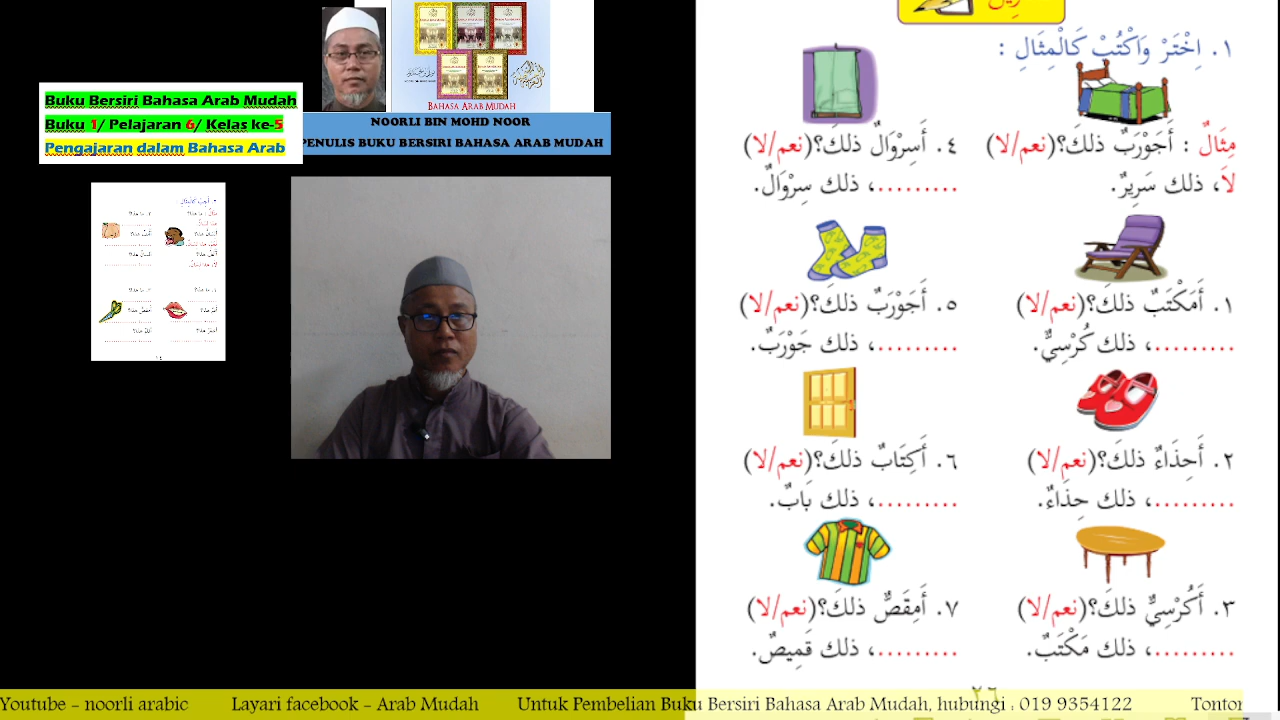 BAHASA ARAB MUDAH
Buku Bersiri Bahasa Arab Mudah
Buku 1/ Pelajaran 6/ Kelas ke-5
Pengajaran dalam Bahasa Arab
NOORLI BIN MOHD NOOR
PENULIS BUKU BERSIRI BAHASA ARAB MUDAH
١. اِخْتَرْ وَاكْتُبْ كَالْمِثَالِ :
مِثَالٌ : أَجَوْرَبٌ ذلكَ؟(نعم/لا)
لاَ، ذلك سَرِيرٌ.
١. أَمَكْتَبٌ ذلكَ؟(نعم/لا)
.........، ذلك كُرْسِيٌّ.
٢. أَحِذَاءٌ ذلكَ؟(نعم/لا)
.........، ذلك حِذَاءٌ.
٣. أَكُرْسِيٌّ ذلكَ؟(نعم/لا)
.........، ذلك مَكْتَبٌ.
٤. أَسِرْوَالٌ ذلكَ؟(نعم/لا)
.........، ذلك سِرْوَالٌ.
٥. أَجَوْرَبٌ ذلكَ؟(نعم/لا)
.........، ذلك جَوْرَبٌ.
٦. أَكِتَابٌ ذلكَ؟(نعم/لا)
.........، ذلك بَابٌ.
٧. أَمِقَصٌّ ذلكَ؟(نعم/لا)
.........، ذلك قَمِيصٌ.
Youtube – noorli arabic Layari facebook – Arab Mudah Untuk Pembelian Buku Bersiri Bahasa Arab Mudah, hubungi : 019 9354122 Tonton